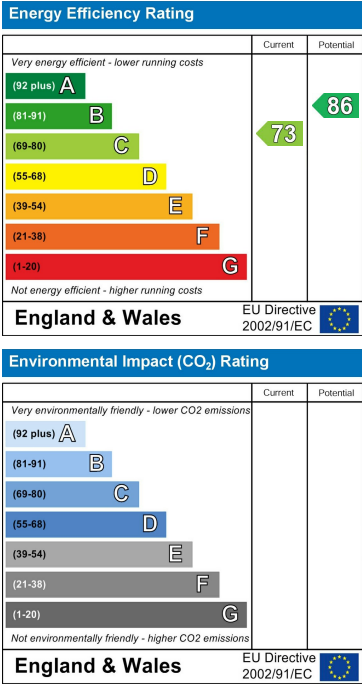 Energy Efficiency Rating
Current Potential
Very energy efficient - lower running costs
(92 plus) A
(81-91) B
(69-80) C
(55-68) D
(39-54) E
(21-38) F
(1-20) G
73
86
Not energy efficient - higher running costs
England & Wales
EU Directive
2002/91/EC
Environmental Impact (CO₂) Rating
Current Potential
Very environmentally friendly - lower CO2 emissions
(92 plus) A
(81-91) B
(69-80) C
(55-68) D
(39-54) E
(21-38) F
(1-20) G
Not environmentally friendly - higher CO2 emissions
England & Wales
EU Directive
2002/91/EC